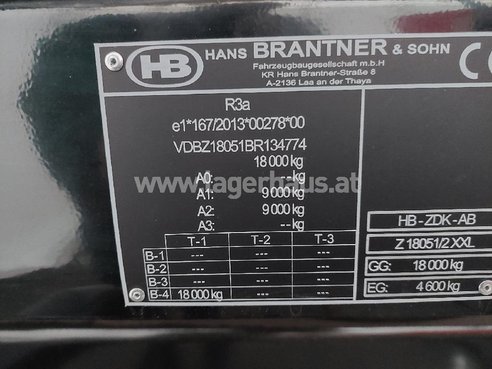 HB HANS BRANTNER & SOHN
Fahrzeugbaugesellschaft m.b.H
KR Hans Brantner-Straße 8
A-2136 Laa an der Thaya
R3a
e1*167/2013*00278*00
VDBZ18051BR134774
18 000 kg
www.lagerhaus.at
A0: --- kg
A1: 9 000 kg
A2: 9 000 kg
A3: --- kg
T-1 T-2 T-3
B-1 --- --- ---
B-2 --- --- ---
B-3 --- --- ---
B-4 18 000 kg --- ---
HB-ZDK-AB
Z 18051/2 XXL
GG: 18 000 kg
EG: 4 600 kg